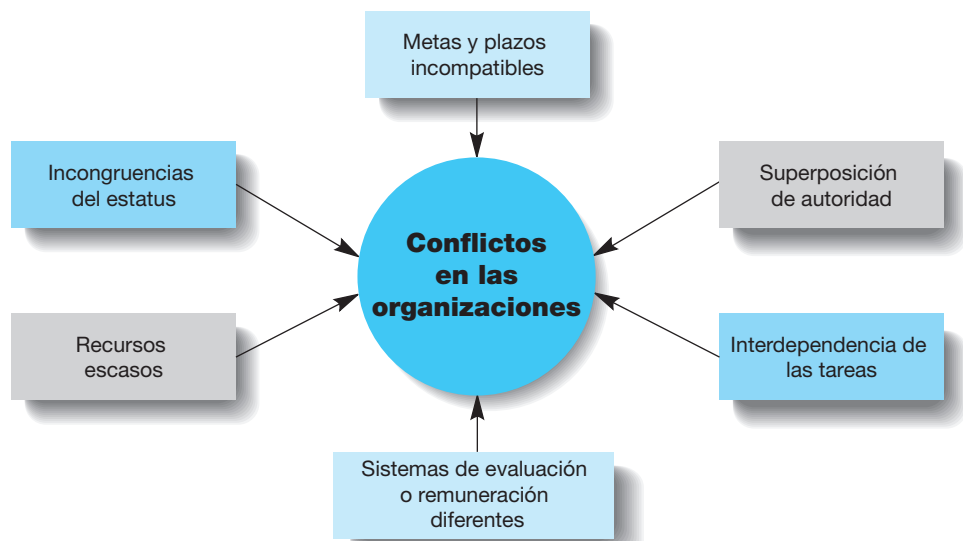 Metas y plazos
incompatibles
Incongruencias
del estatus
Superposición
de autoridad
Conflictos
en las
organizaciones
Recursos
escasos
Interdependencia de
las tareas
Sistemas de evaluación
o remuneración
diferentes